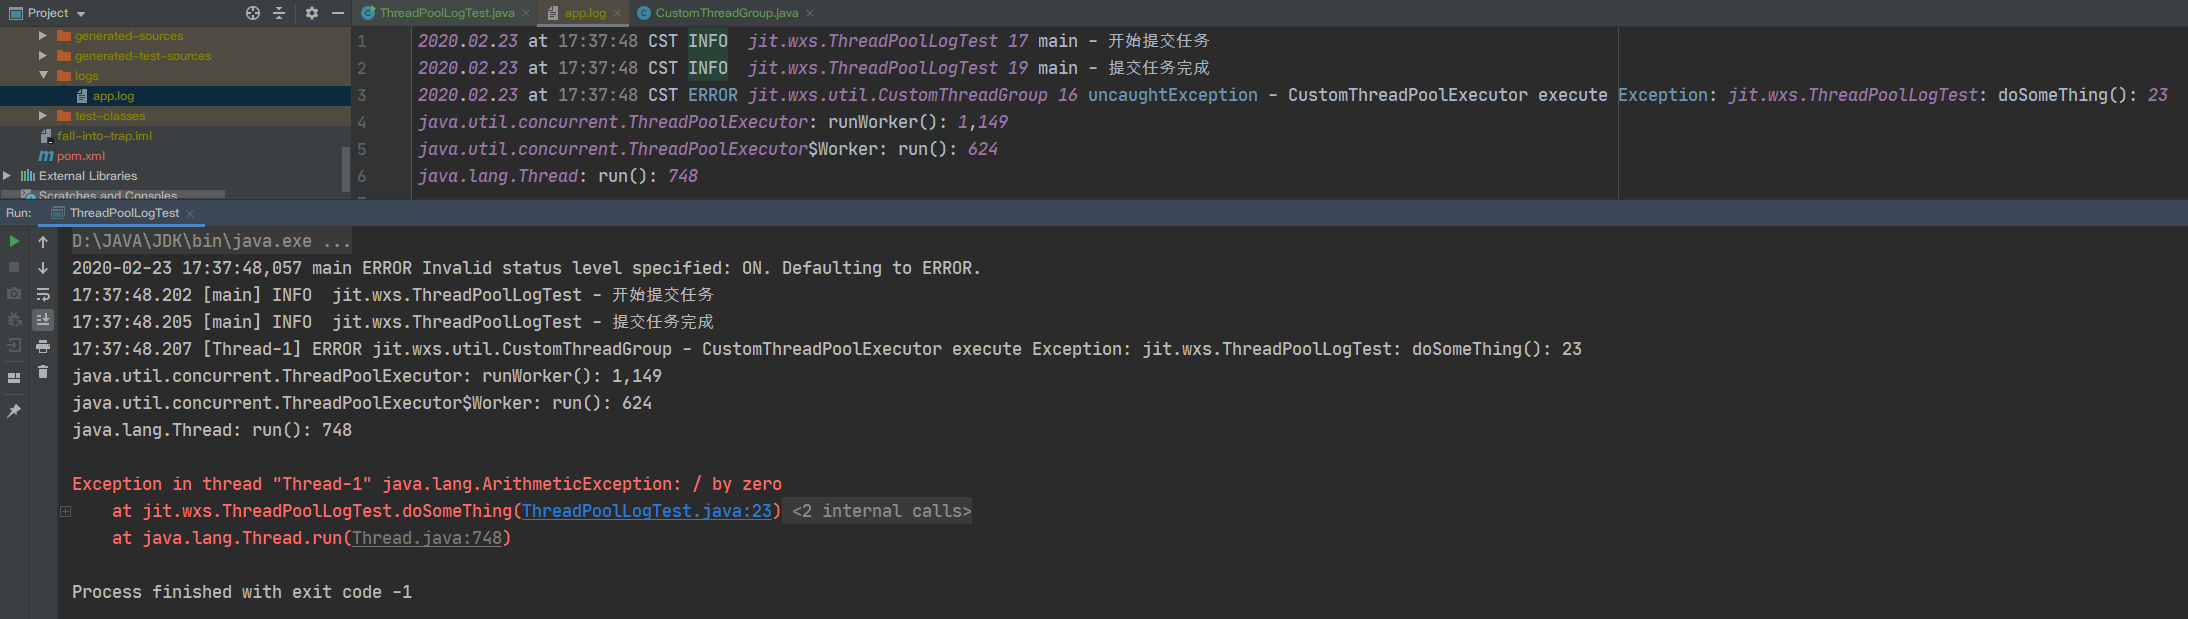 Project
ThreadPoolLogTest.java
app.log
CustomThreadGroup.java
generated-sources
generated-test-sources
logs
app.log
test-classes
fall-into-trap.iml
pom.xml
External Libraries
Scratches and Consoles
1 2020.02.23 at 17:37:48 CST INFO jit.wxs.ThreadPoolLogTest 17 main - 开始提交任务
2 2020.02.23 at 17:37:48 CST INFO jit.wxs.ThreadPoolLogTest 19 main - 提交任务完成
3 2020.02.23 at 17:37:48 CST ERROR jit.wxs.util.CustomThreadGroup 16 uncaughtException - CustomThreadPoolExecutor execute Exception: jit.wxs.ThreadPoolLogTest: doSomeThing(): 23
4 java.util.concurrent.ThreadPoolExecutor: runWorker(): 1,149
5 java.util.concurrent.ThreadPoolExecutor$Worker: run(): 624
6 java.lang.Thread: run(): 748
Run: ThreadPoolLogTest
D:\JAVA\JDK\bin\java.exe ...
2020-02-23 17:37:48,057 main ERROR Invalid status level specified: ON. Defaulting to ERROR.
17:37:48.202 [main] INFO  jit.wxs.ThreadPoolLogTest - 开始提交任务
17:37:48.205 [main] INFO  jit.wxs.ThreadPoolLogTest - 提交任务完成
17:37:48.207 [Thread-1] ERROR jit.wxs.util.CustomThreadGroup - CustomThreadPoolExecutor execute Exception: jit.wxs.ThreadPoolLogTest: doSomeThing(): 23
java.util.concurrent.ThreadPoolExecutor: runWorker(): 1,149
java.util.concurrent.ThreadPoolExecutor$Worker: run(): 624
java.lang.Thread: run(): 748
Exception in thread "Thread-1" java.lang.ArithmeticException: / by zero
at jit.wxs.ThreadPoolLogTest.doSomeThing(ThreadPoolLogTest.java:23) <2 internal calls>
at java.lang.Thread.run(Thread.java:748)
Process finished with exit code -1